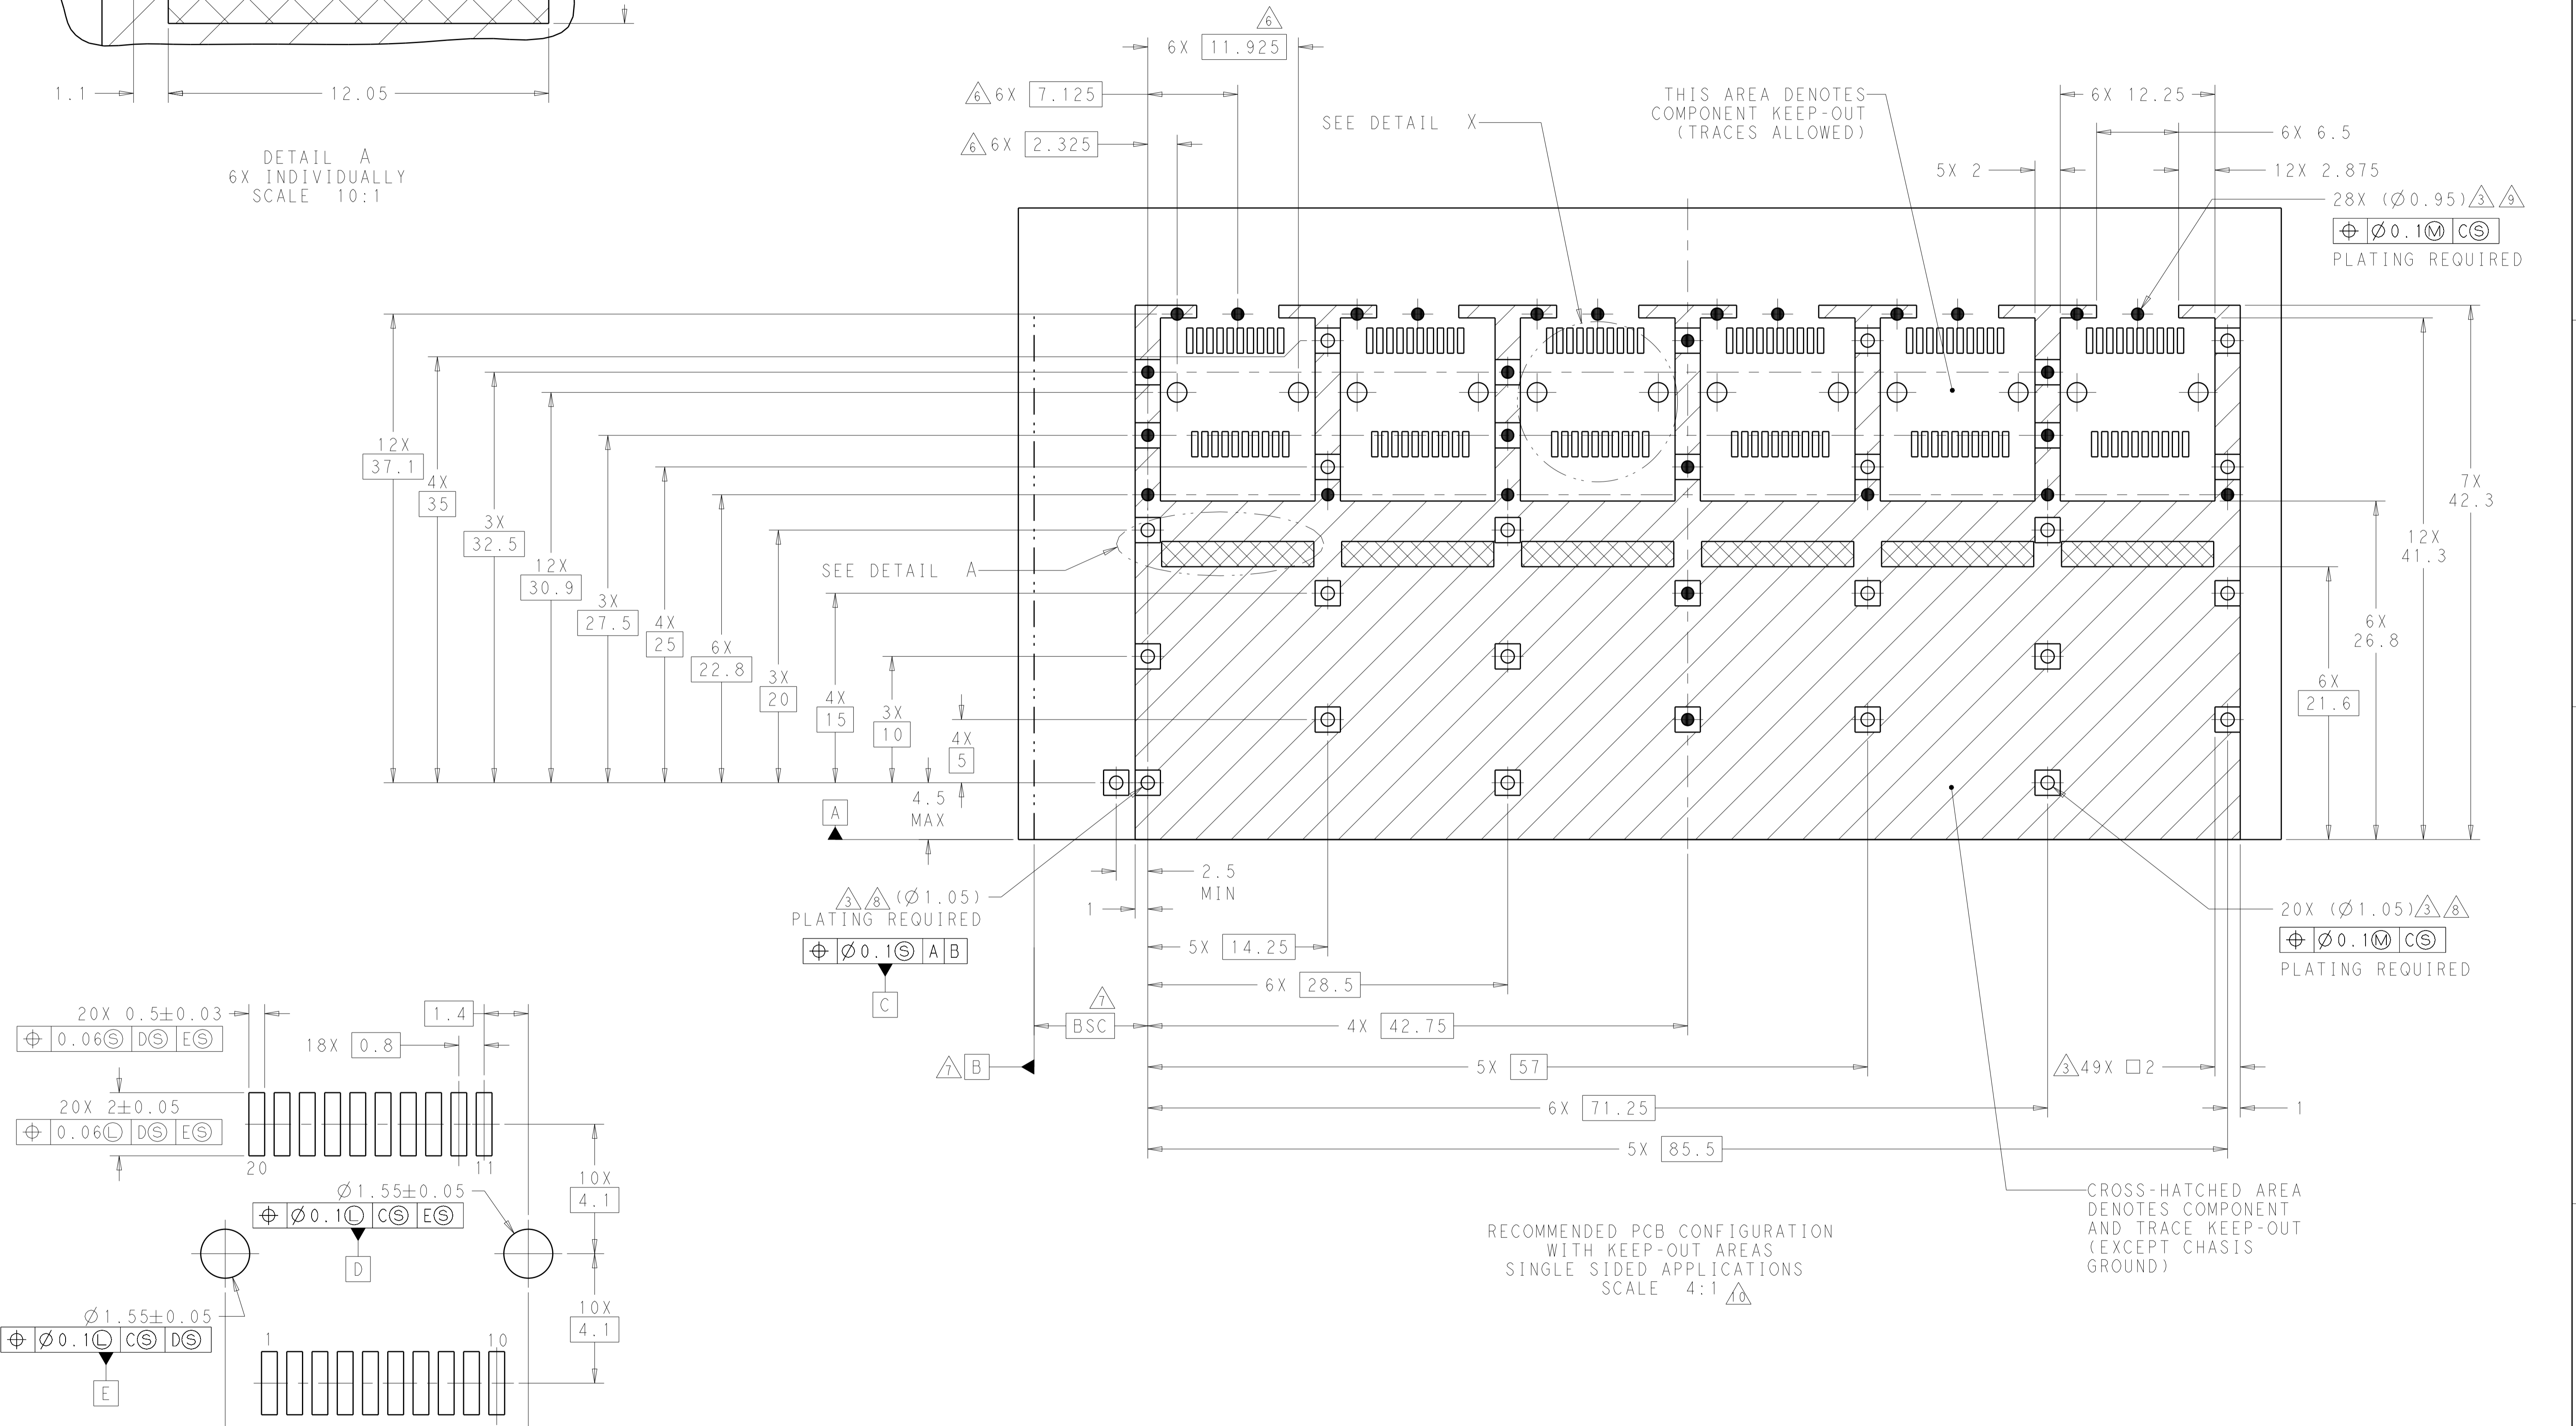 1.1
12.05
DETAIL A
6X INDIVIDUALLY
SCALE 10:1
6
6X 11.925
6 6X 7.125
6 6X 2.325
SEE DETAIL X
THIS AREA DENOTES
COMPONENT KEEP-OUT
(TRACES ALLOWED)
6X 12.25
6X 6.5
5X 2
12X 2.875
28X (Ø0.95) 3 9
⌖ Ø0.1Ⓜ CⓈ
PLATING REQUIRED
12X
37.1
4X
35
3X
32.5
12X
30.9
3X
27.5
4X
25
6X
22.8
3X
20
4X
15
3X
10
4X
5
SEE DETAIL A
7X
42.3
12X
41.3
6X
26.8
6X
21.6
A
4.5
MAX
2.5
MIN
1
3 8 (Ø1.05)
PLATING REQUIRED
⌖ Ø0.1Ⓢ A B
C
5X 14.25
6X 28.5
7
BSC
4X 42.75
7 B
5X 57
6X 71.25
5X 85.5
3 49X □2
1
20X (Ø1.05) 3 8
⌖ Ø0.1Ⓜ CⓈ
PLATING REQUIRED
CROSS-HATCHED AREA
DENOTES COMPONENT
AND TRACE KEEP-OUT
(EXCEPT CHASIS
GROUND)
RECOMMENDED PCB CONFIGURATION
WITH KEEP-OUT AREAS
SINGLE SIDED APPLICATIONS
SCALE 4:1 10
20X 0.5±0.03
⌖ 0.06Ⓢ DⓈ EⓈ
1.4
18X 0.8
20X 2±0.05
⌖ 0.06Ⓛ DⓈ EⓈ
20
11
10X
4.1
Ø1.55±0.05
⌖ Ø0.1Ⓛ CⓈ EⓈ
D
Ø1.55±0.05
⌖ Ø0.1Ⓛ CⓈ DⓈ
E
10X
4.1
1
10